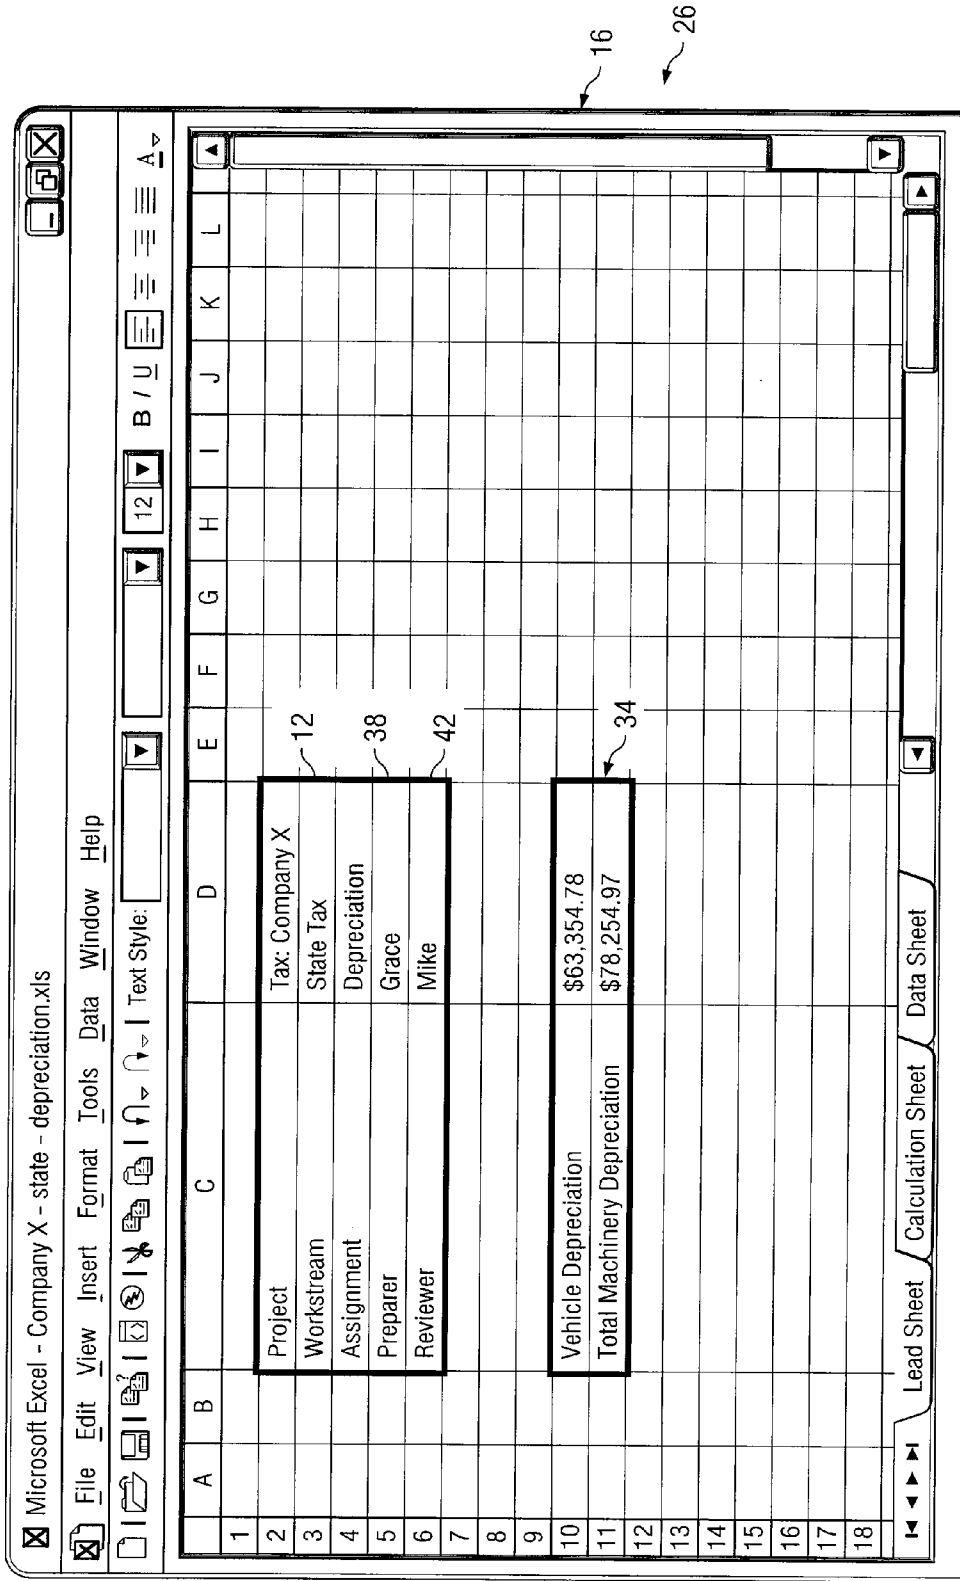 Microsoft Excel - Company X - state - depreciation.xls
File Edit View Insert Format Tools Data Window Help
Text Style: 12 B / U A
A B C D E F G H I J K L
1
2 Project Tax: Company X
3 Workstream State Tax 12
4 Assignment Depreciation
5 Preparer Grace 38
6 Reviewer Mike 42
7
8
9
10 Vehicle Depreciation $63,354.78
11 Total Machinery Depreciation $78,254.97 34
12
13
14
15
16
17
18
Lead Sheet Calculation Sheet Data Sheet
16
26